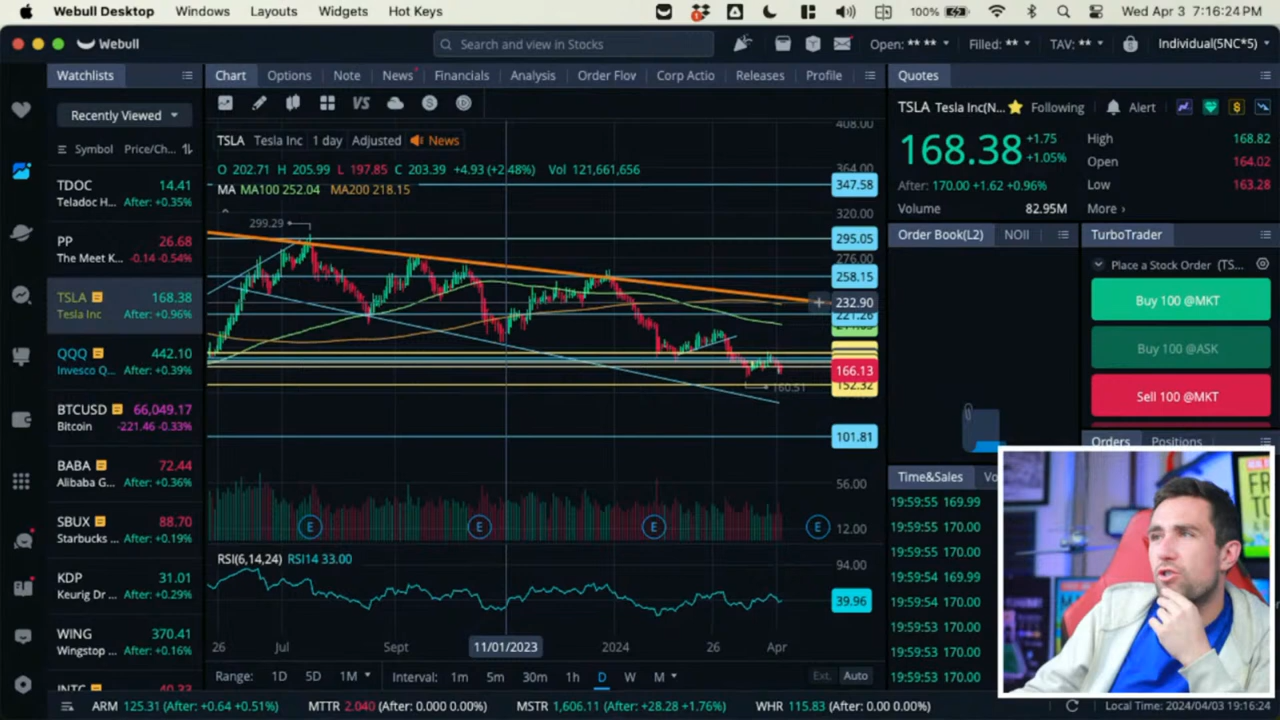 Webull Desktop Windows Layouts Widgets Hot Keys 1 100% Wed Apr 3 7:16:24 PM
Webull Search and view in Stocks Open: ** ** Filled: ** TAV: ** Individual(5NC*5)
Watchlists
Recently Viewed
Symbol Price/Ch...
TDOC 14.41
Teladoc H... After: +0.35%
PP 26.68
The Meet K... -0.14 -0.54%
TSLA 168.38
Tesla Inc After: +0.96%
QQQ 442.10
Invesco Q... After: +0.39%
BTCUSD 66,049.17
Bitcoin -221.46 -0.33%
BABA 72.44
Alibaba G... After: +0.36%
SBUX 88.70
Starbucks ... After: +0.19%
KDP 31.01
Keurig Dr ... After: +0.29%
WING 370.41
Wingstop ... After: +0.16%
Chart Options Note News Financials Analysis Order Flov Corp Actio Releases Profile
VS S
TSLA Tesla Inc 1 day Adjusted News
O 202.71 H 205.99 L 197.85 C 203.39 +4.93 (+2.48%) Vol 121,661,656
MA MA100 252.04 MA200 218.15
299.29
160.51
408.00
364.00
347.58
320.00
295.05
276.00
258.15
232.90
221.26
166.13
152.32
101.81
56.00
12.00
E E E E
RSI(6,14,24) RSI14 33.00
94.00
39.96
26 Jul Sept 11/01/2023 2024 26 Apr
Range: 1D 5D 1M Interval: 1m 5m 30m 1h D W M Ext. Auto
Quotes
TSLA Tesla Inc(N... Following Alert
168.38 +1.75
+1.05%
After: 170.00 +1.62 +0.96%
Volume 82.95M
High 168.82
Open 164.02
Low 163.28
More ›
Order Book(L2) NOII
TurboTrader
Place a Stock Order (TS...
Buy 100 @MKT
Buy 100 @ASK
Sell 100 @MKT
Orders Positions
Time&Sales Vo
19:59:55 169.99
19:59:55 170.00
19:59:55 170.00
19:59:54 169.99
19:59:54 170.00
19:59:53 170.00
19:59:53 170.00
19:59:53 170.00
ARM 125.31 (After: +0.64 +0.51%) MTTR 2.040 (After: 0.000 0.00%) MSTR 1,606.11 (After: +28.28 +1.76%) WHR 115.83 (After: 0.00 0.00%) Local Time: 2024/04/03 19:16:24